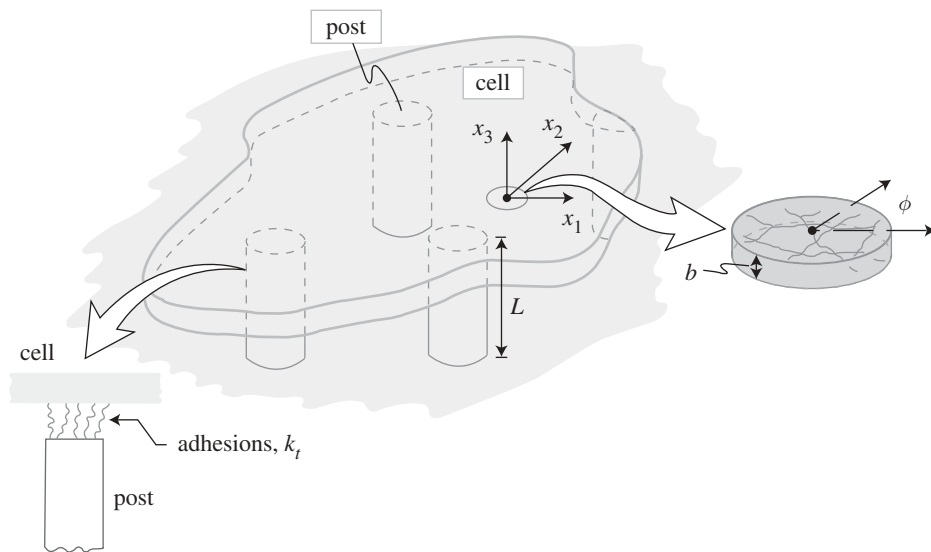 post
cell
x3
x2
x1
ϕ
b
L
cell
adhesions, kt
post